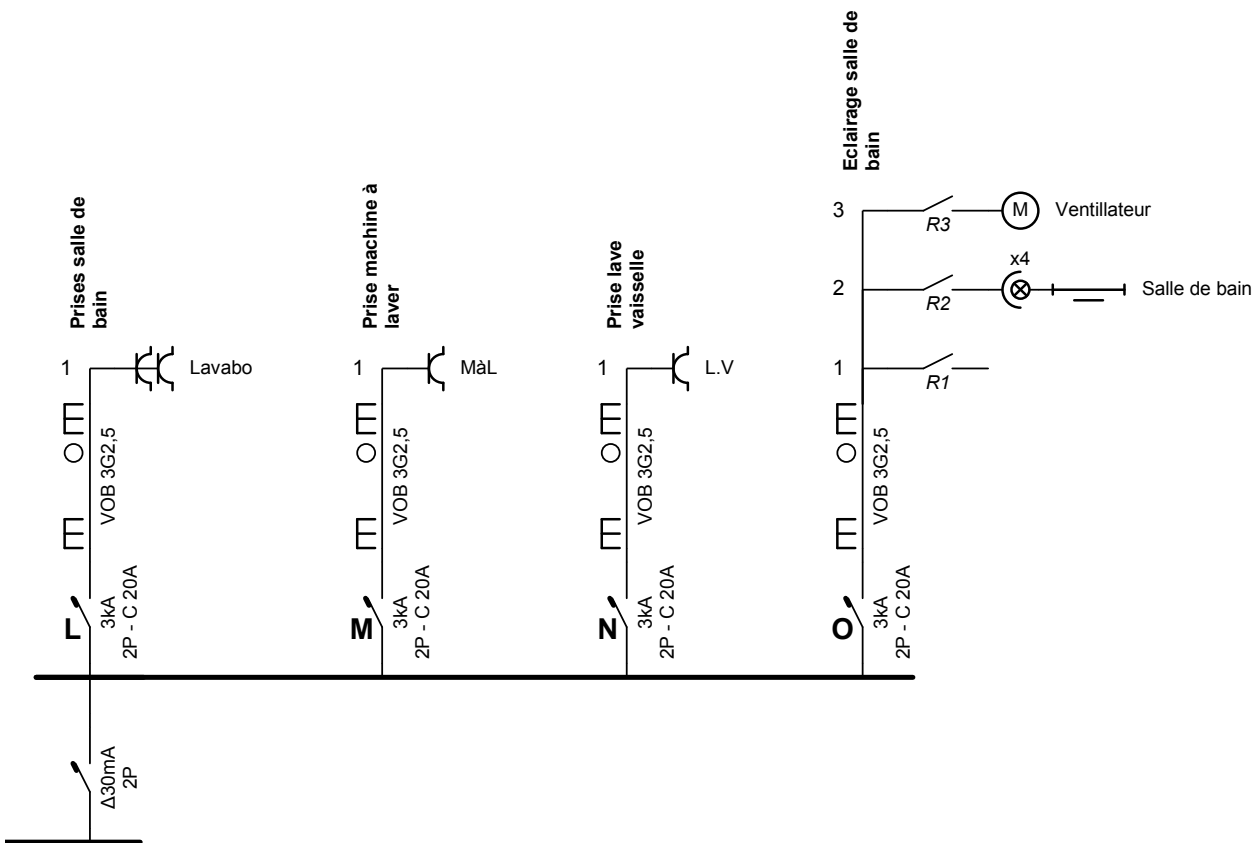 Prises salle de
bain
Prise machine à
laver
Prise lave
vaisselle
Eclairage salle de
bain
3
R3
M
Ventillateur
x4
2
R2
Salle de bain
1
Lavabo
1
MàL
1
L.V
1
R1
VOB 3G2,5
VOB 3G2,5
VOB 3G2,5
VOB 3G2,5
L
3kA
2P - C 20A
M
3kA
2P - C 20A
N
3kA
2P - C 20A
O
3kA
2P - C 20A
Δ30mA
2P